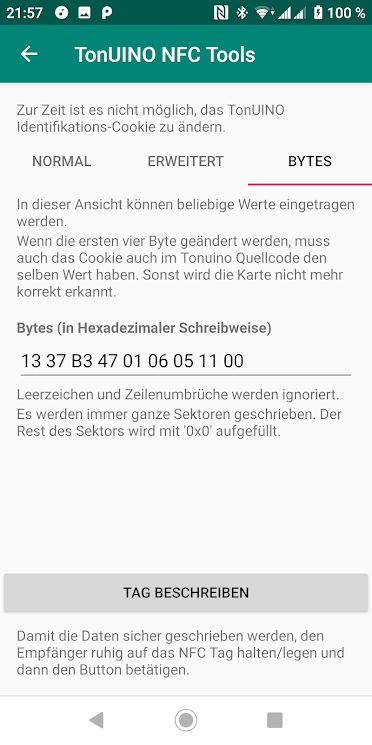 21:57
100 %
TonUINO NFC Tools
Zur Zeit ist es nicht möglich, das TonUINO
Identifikations-Cookie zu ändern.
NORMAL ERWEITERT BYTES
In dieser Ansicht können beliebige Werte eingetragen
werden.
Wenn die ersten vier Byte geändert werden, muss
auch das Cookie auch im Tonuino Quellcode den
selben Wert haben. Sonst wird die Karte nicht mehr
korrekt erkannt.
Bytes (in Hexadezimaler Schreibweise)
13 37 B3 47 01 06 05 11 00
Leerzeichen und Zeilenumbrüche werden ignoriert.
Es werden immer ganze Sektoren geschrieben. Der
Rest des Sektors wird mit '0x0' aufgefüllt.
TAG BESCHREIBEN
Damit die Daten sicher geschrieben werden, den
Empfänger ruhig auf das NFC Tag halten/legen und
dann den Button betätigen.